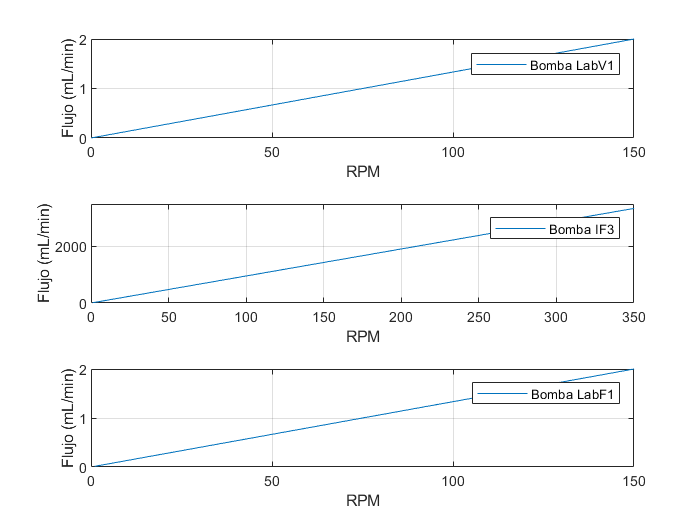 2
1
0
Flujo (mL/min)
Bomba LabV1
0 50 100 150
RPM
2000
0
Flujo (mL/min)
Bomba IF3
0 50 100 150 200 250 300 350
RPM
2
1
0
Flujo (mL/min)
Bomba LabF1
0 50 100 150
RPM